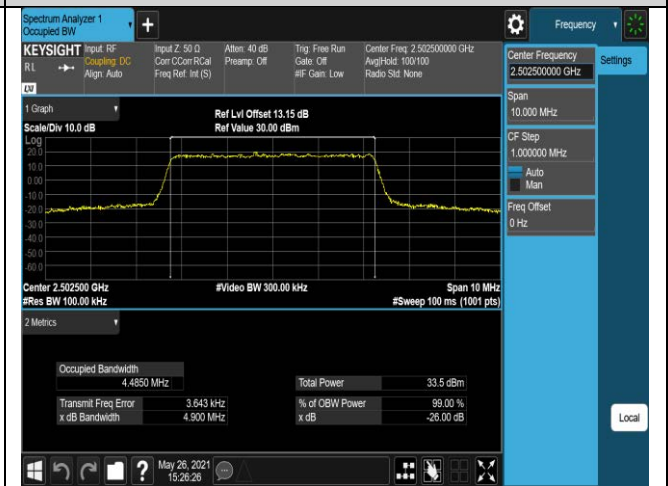 Spectrum Analyzer 1
Occupied BW
+
Frequency
KEYSIGHT
RL
Input: RF
Coupling: DC
Align: Auto
Input Z: 50 Ω
Corr CCorr RCal
Freq Ref: Int (S)
Atten: 40 dB
Preamp: Off
Trig: Free Run
Gate: Off
#IF Gain: Low
Center Freq: 2.502500000 GHz
Avg|Hold: 100/100
Radio Std: None
LXI
Center Frequency
2.502500000 GHz
Settings
Span
10.000 MHz
CF Step
1.000000 MHz
Auto
Man
Freq Offset
0 Hz
Local
1 Graph
Scale/Div 10.0 dB
Ref Lvl Offset 13.15 dB
Ref Value 30.00 dBm
Log
20.0
10.0
0.00
-10.0
-20.0
-30.0
-40.0
-50.0
-60.0
Center 2.502500 GHz
#Video BW 300.00 kHz
Span 10 MHz
#Res BW 100.00 kHz
#Sweep 100 ms (1001 pts)
2 Metrics
Occupied Bandwidth
4.4850 MHz
Total Power 33.5 dBm
Transmit Freq Error 3.643 kHz
% of OBW Power 99.00 %
x dB Bandwidth 4.900 MHz
x dB -26.00 dB
?
May 26, 2021
15:26:26